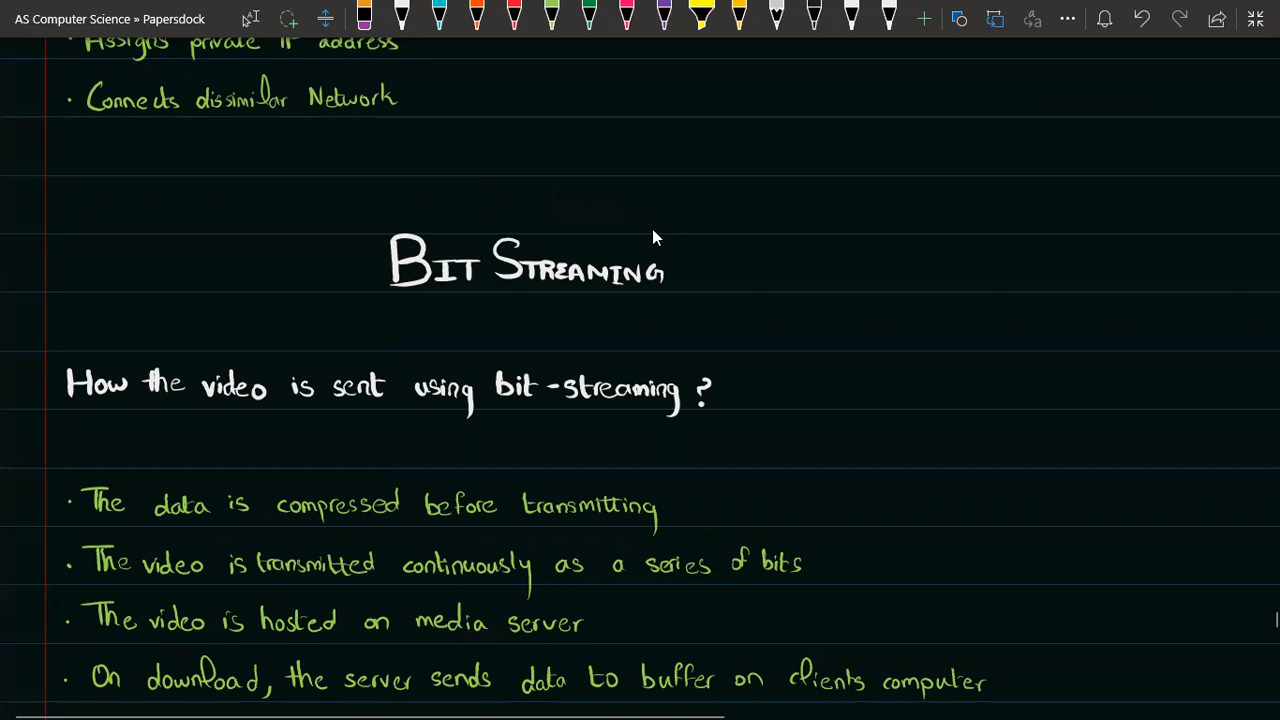 AS Computer Science » Papersdock
· Assigns private IP address
· Connects dissimilar Network
BIT STREAMING
How the video is sent using bit-streaming ?
· The data is compressed before transmitting
· The video is transmitted continuously as a series of bits
· The video is hosted on media server
· On download, the server sends data to buffer on clients computer